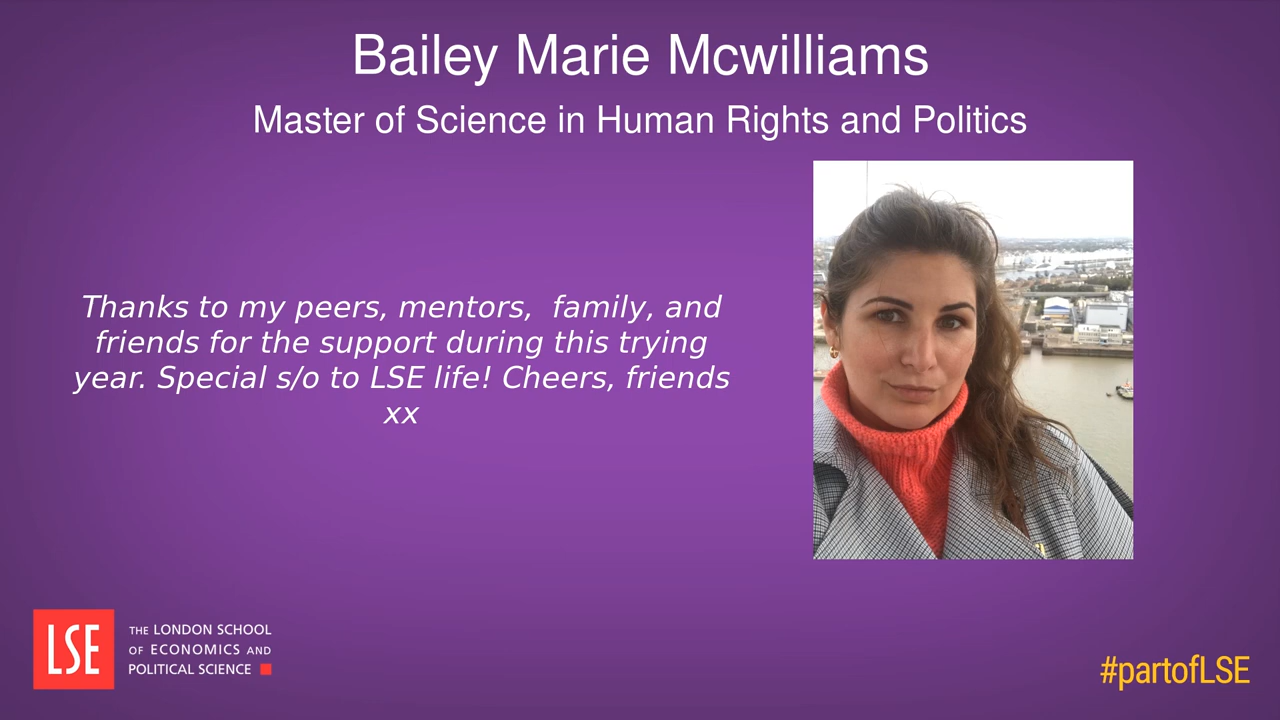 Bailey Marie Mcwilliams
Master of Science in Human Rights and Politics
Thanks to my peers, mentors,  family, and
friends for the support during this trying
year. Special s/o to LSE life! Cheers, friends
xx
LSE
THE LONDON SCHOOL
OF ECONOMICS AND
POLITICAL SCIENCE
#partofLSE